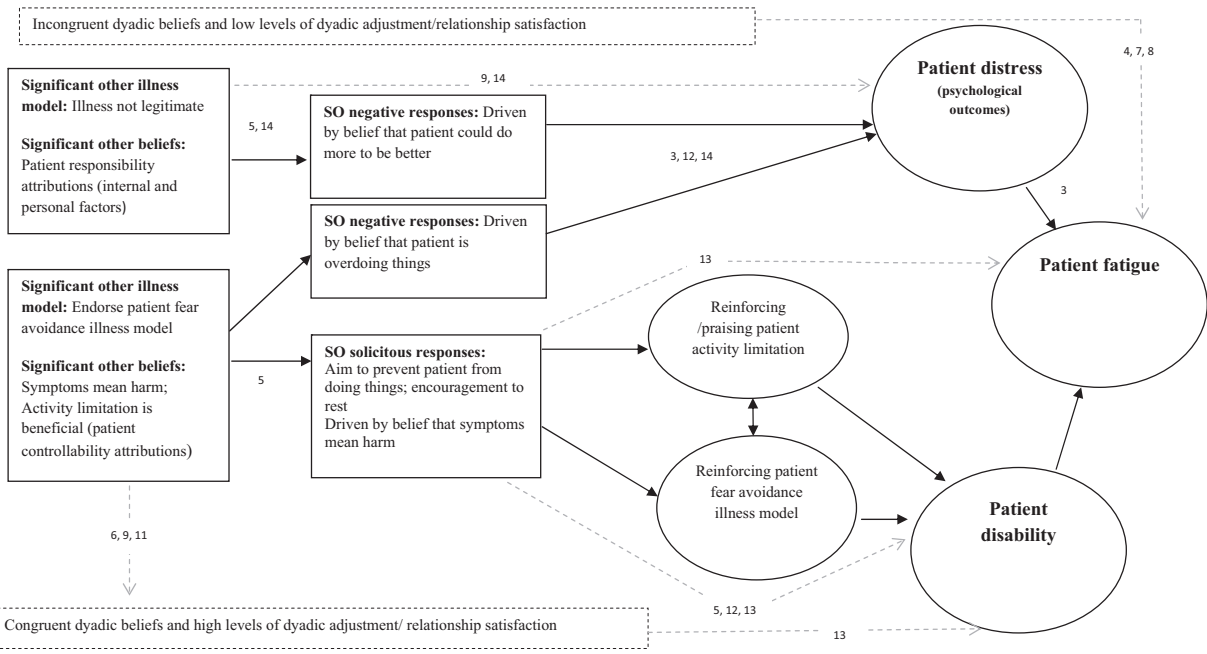 Incongruent dyadic beliefs and low levels of dyadic adjustment/relationship satisfaction
4, 7, 8
9, 14
Significant other illness
model: Illness not legitimate
Significant other beliefs:
Patient responsibility
attributions (internal and
personal factors)
5, 14
SO negative responses: Driven
by belief that patient could do
more to be better
Patient distress
(psychological
outcomes)
3, 12, 14
3
SO negative responses: Driven
by belief that patient is
overdoing things
13
Patient fatigue
Significant other illness
model: Endorse patient fear
avoidance illness model
Significant other beliefs:
Symptoms mean harm;
Activity limitation is
beneficial (patient
controllability attributions)
5
SO solicitous responses:
Aim to prevent patient from
doing things; encouragement to
rest
Driven by belief that symptoms
mean harm
Reinforcing
/praising patient
activity limitation
Reinforcing patient
fear avoidance
illness model
Patient
disability
6, 9, 11
5, 12, 13
Congruent dyadic beliefs and high levels of dyadic adjustment/ relationship satisfaction
13